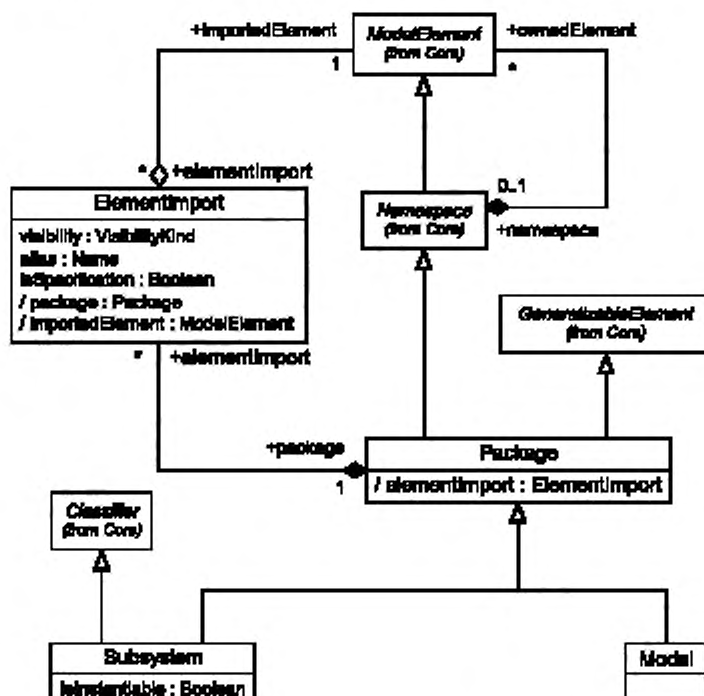 +importedElement
ModelElement
(from Core)
+ownedElement
1
*
* +elementImport
ElementImport
visibility : VisibilityKind
alias : Name
isSpecification : Boolean
/ package : Package
/ importedElement : ModelElement
0..1
Namespace
(from Core)
+namespace
GeneralizableElement
(from Core)
* +elementImport
+package
1
Package
/ elementImport : ElementImport
Classifier
(from Core)
Subsystem
isInstantiable : Boolean
Model